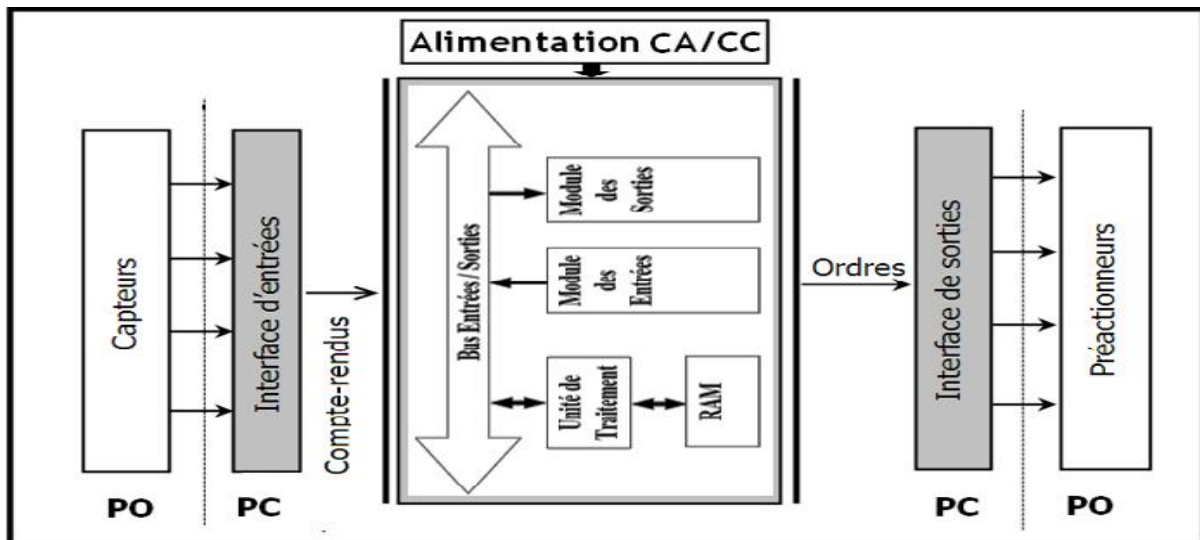 Alimentation CA/CC
Capteurs
Interface d'entrées
Compte-rendus
Bus Entrées / Sorties
Module
des
Sorties
Module
des
Entrées
Unité de
Traitement
RAM
Ordres
Interface de sorties
Préactionneurs
PO
PC
PC
PO